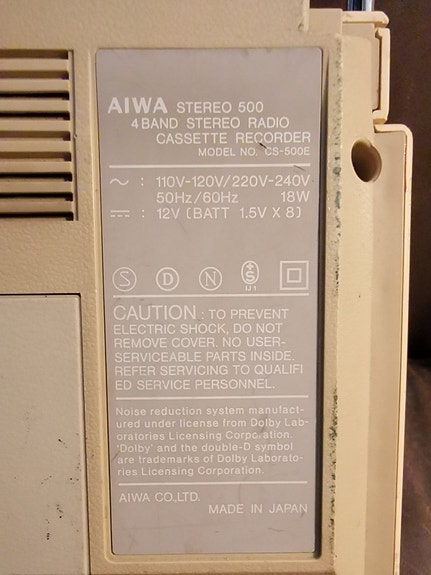 AIWA STEREO 500
4 BAND STEREO RADIO
CASSETTE RECORDER
MODEL NO. CS-500E
~ : 110V-120V/220V-240V
50Hz/60Hz 18W
⎓ : 12V (BATT 1.5V X 8)
S D N S
IJ1
CAUTION : TO PREVENT
ELECTRIC SHOCK, DO NOT
REMOVE COVER. NO USER-
SERVICEABLE PARTS INSIDE.
REFER SERVICING TO QUALIFI
ED SERVICE PERSONNEL.
Noise reduction system manufact-
ured under license from Dolby Lab-
oratories Licensing Corporation.
'Dolby' and the double-D symbol
are trademarks of Dolby Laborato-
ries Licensing Corporation.
AIWA CO.,LTD.
MADE IN JAPAN